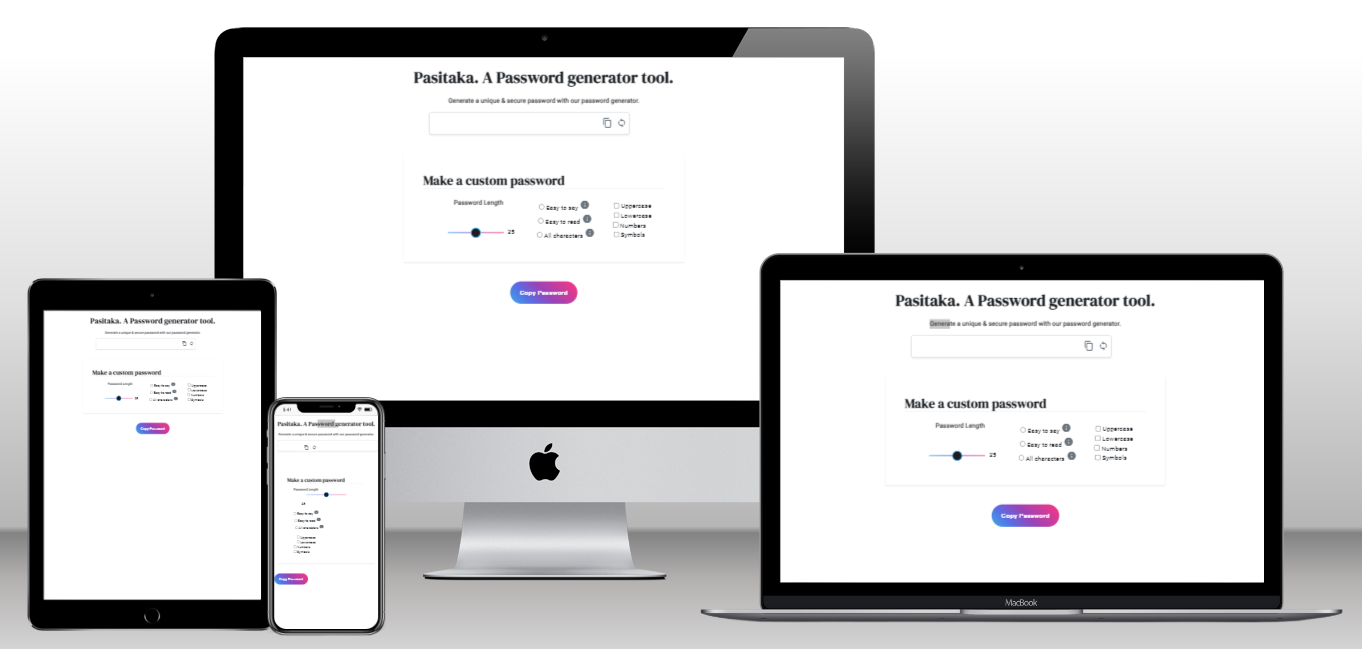 Pasitaka. A Password generator tool.
Generate a unique & secure password with our password generator.
Make a custom password
Password Length
25
Easy to say
Easy to read
All characters
Uppercase
Lowercase
Numbers
Symbols
Copy Password
Pasitaka. A Password generator tool.
Generate a unique & secure password with our password generator.
Make a custom password
Password Length
25
Easy to say
Easy to read
All characters
Uppercase
Lowercase
Numbers
Symbols
Copy Password
MacBook
Pasitaka. A Password generator tool.
Generate a unique & secure password with our password generator.
Make a custom password
Password Length
25
Easy to say
Easy to read
All characters
Uppercase
Lowercase
Numbers
Symbols
Copy Password
Pasitaka. A Password generator tool.
Generate a unique & secure password with our password generator.
Make a custom password
Password Length
25
Easy to say
Easy to read
All characters
Uppercase
Lowercase
Numbers
Symbols
Copy Password